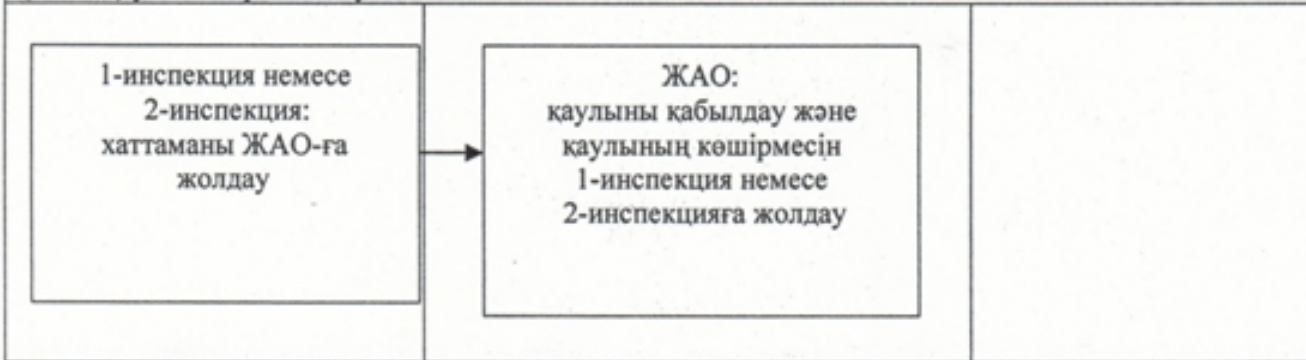 1-инспекция немесе
2-инспекция:
хаттаманы ЖАО-ға
жолдау
ЖАО:
қаулыны қабылдау және
қаулының көшірмесін
1-инспекция немесе
2-инспекцияға жолдау